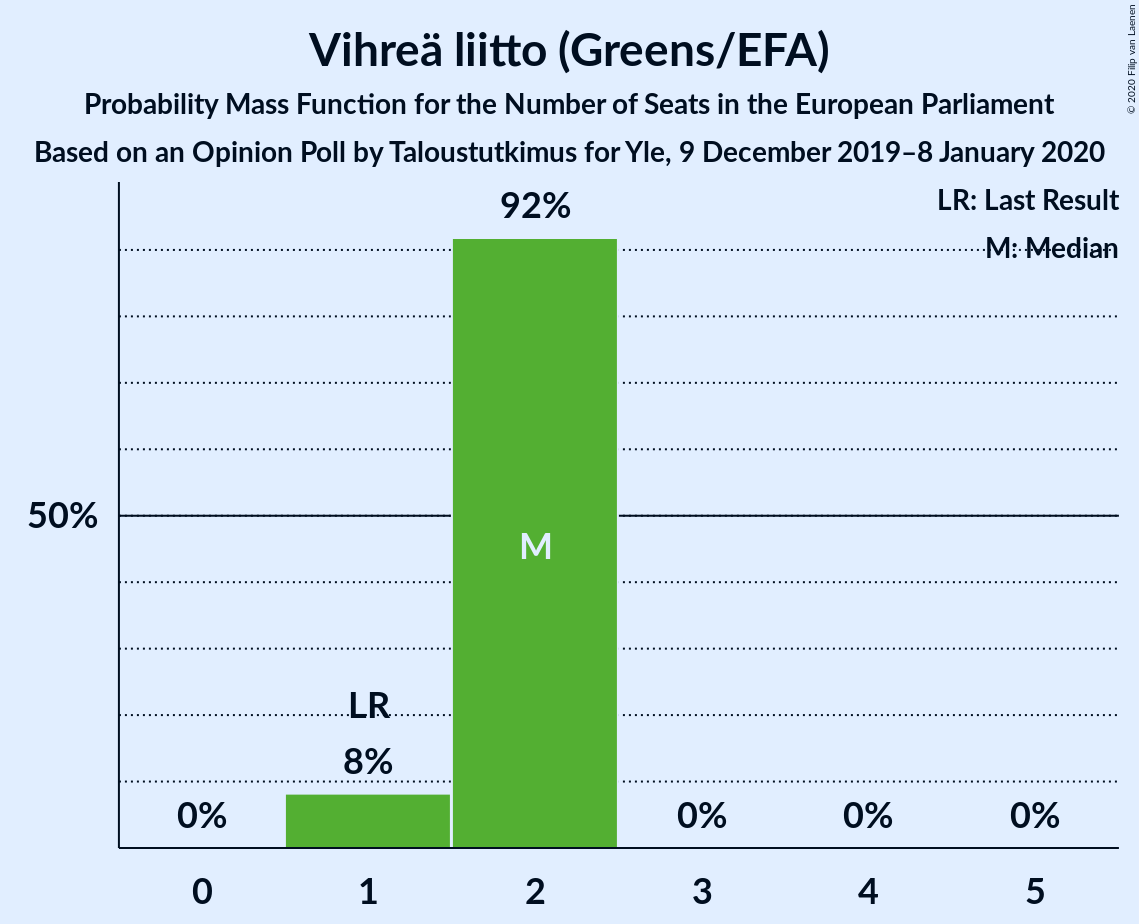 Vihreä liitto (Greens/EFA)
Probability Mass Function for the Number of Seats in the European Parliament
Based on an Opinion Poll by Taloustutkimus for Yle, 9 December 2019–8 January 2020
© 2020 Filip van Laenen
LR: Last Result
M: Median
92%
50%
M
LR
8%
0%
0%
0%
0%
0 1 2 3 4 5